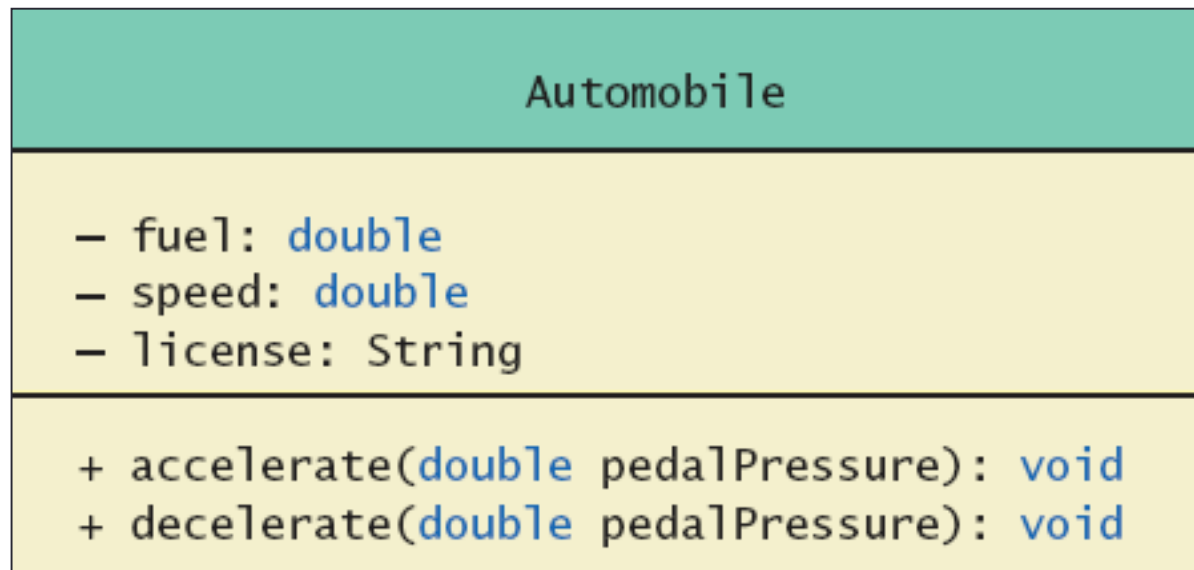 Automobile
– fuel: double
– speed: double
– license: String
+ accelerate(double pedalPressure): void
+ decelerate(double pedalPressure): void